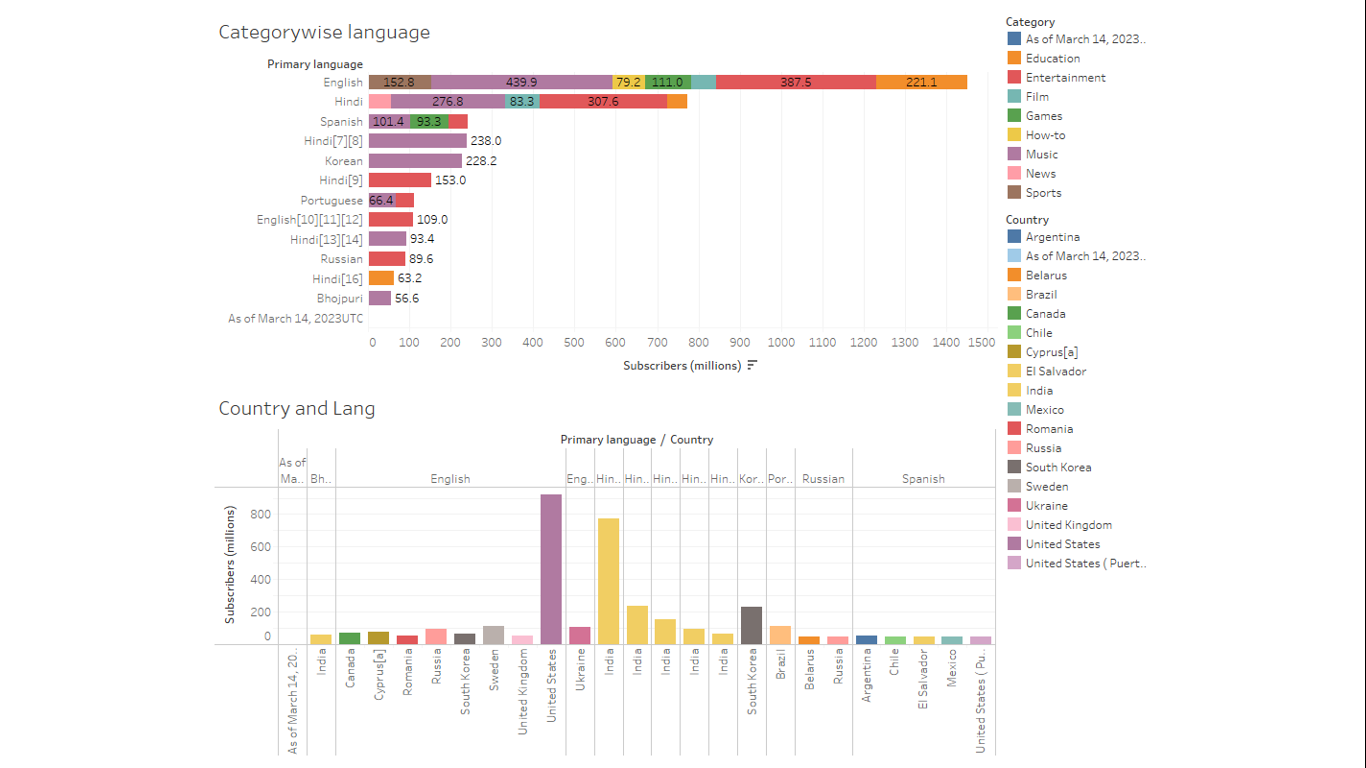 Categorywise language
Primary language
English 152.8 439.9 79.2 111.0 387.5 221.1
Hindi 276.8 83.3 307.6
Spanish 101.4 93.3
Hindi[7][8] 238.0
Korean 228.2
Hindi[9] 153.0
Portuguese 66.4
English[10][11][12] 109.0
Hindi[13][14] 93.4
Russian 89.6
Hindi[16] 63.2
Bhojpuri 56.6
As of March 14, 2023UTC
0 100 200 300 400 500 600 700 800 900 1000 1100 1200 1300 1400 1500
Subscribers (millions)
Country and Lang
Primary language / Country
As of
Ma.. Bh.. English Eng.. Hin.. Hin.. Hin.. Hin.. Hin.. Kor.. Por.. Russian Spanish
Subscribers (millions)
800
600
400
200
0
As of March 14, 20..
India
Canada
Cyprus[a]
Romania
Russia
South Korea
Sweden
United Kingdom
United States
Ukraine
India
India
India
India
India
South Korea
Brazil
Belarus
Russia
Argentina
Chile
El Salvador
Mexico
United States ( Pu..
Category
As of March 14, 2023..
Education
Entertainment
Film
Games
How-to
Music
News
Sports
Country
Argentina
As of March 14, 2023..
Belarus
Brazil
Canada
Chile
Cyprus[a]
El Salvador
India
Mexico
Romania
Russia
South Korea
Sweden
Ukraine
United Kingdom
United States
United States ( Puert..